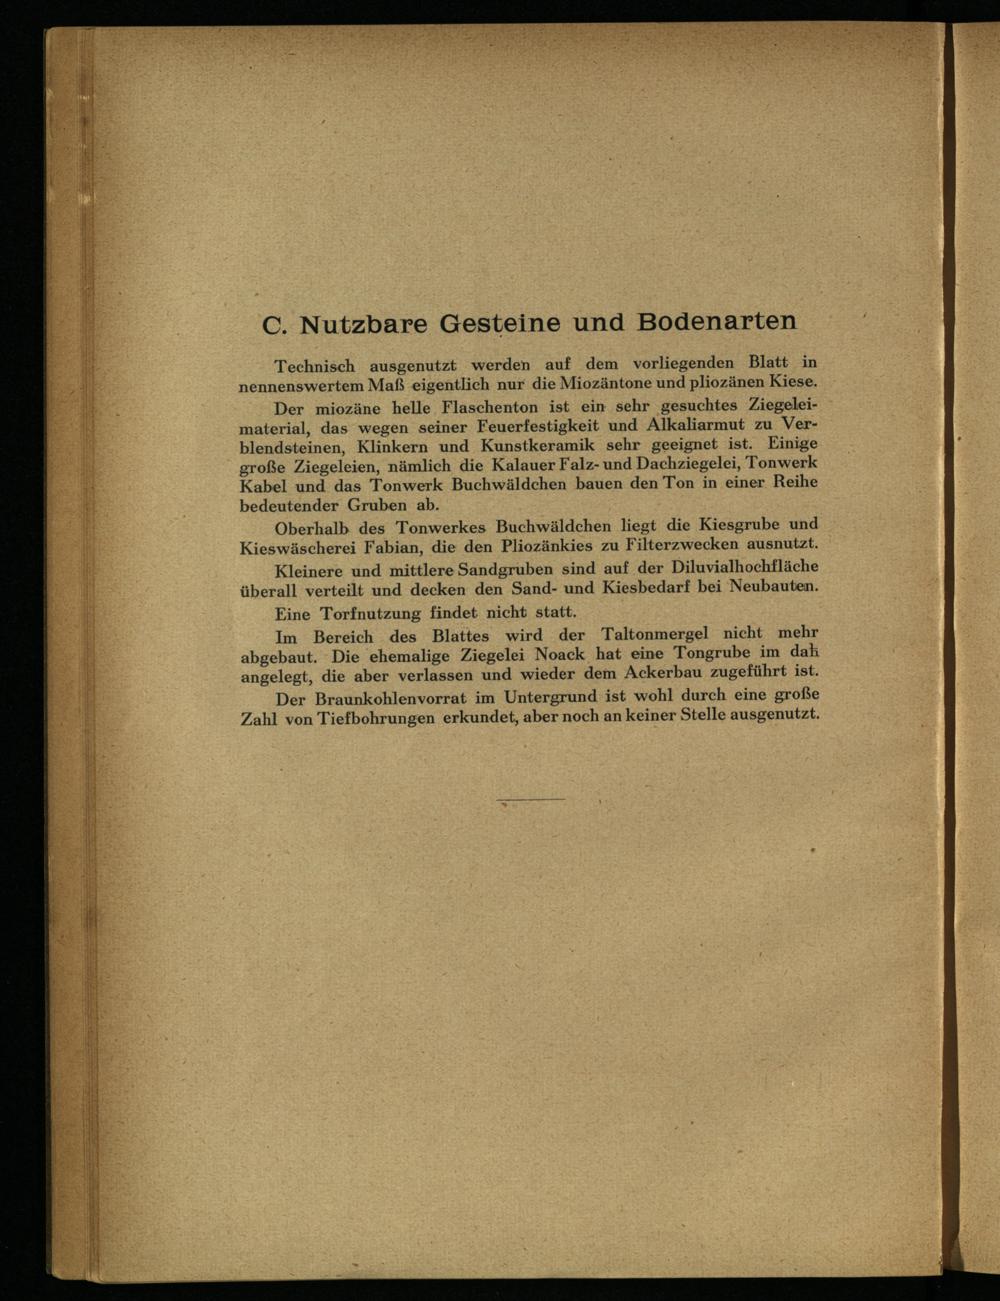 C. Nutzbare Gesteine und Bodenarten
Technisch ausgenutzt werden auf dem vorliegenden Blatt in
nennenswertem Maß eigentlich nur die Miozäntone und pliozänen Kiese.
Der miozäne helle Flaschenton ist ein sehr gesuchtes Ziegelei-
material, das wegen seiner Feuerfestigkeit und Alkaliarmut zu Ver-
blendsteinen, Klinkern und Kunstkeramik sehr geeignet ist. Einige
große Ziegeleien, nämlich die Kalauer Falz- und Dachziegelei, Tonwerk
Kabel und das Tonwerk Buchwäldchen bauen den Ton in einer Reihe
bedeutender Gruben ab.
Oberhalb des Tonwerkes Buchwäldchen liegt die Kiesgrube und
Kieswäscherei Fabian, die den Pliozänkies zu Filterzwecken ausnutzt.
Kleinere und mittlere Sandgruben sind auf der Diluvialhochfläche
überall verteilt und decken den Sand- und Kiesbedarf bei Neubauten.
Eine Torfnutzung findet nicht statt.
Im Bereich des Blattes wird der Taltonmergel nicht mehr
abgebaut. Die ehemalige Ziegelei Noack hat eine Tongrube im dah
angelegt, die aber verlassen und wieder dem Ackerbau zugeführt ist.
Der Braunkohlenvorrat im Untergrund ist wohl durch eine große
Zahl von Tiefbohrungen erkundet, aber noch an keiner Stelle ausgenutzt.